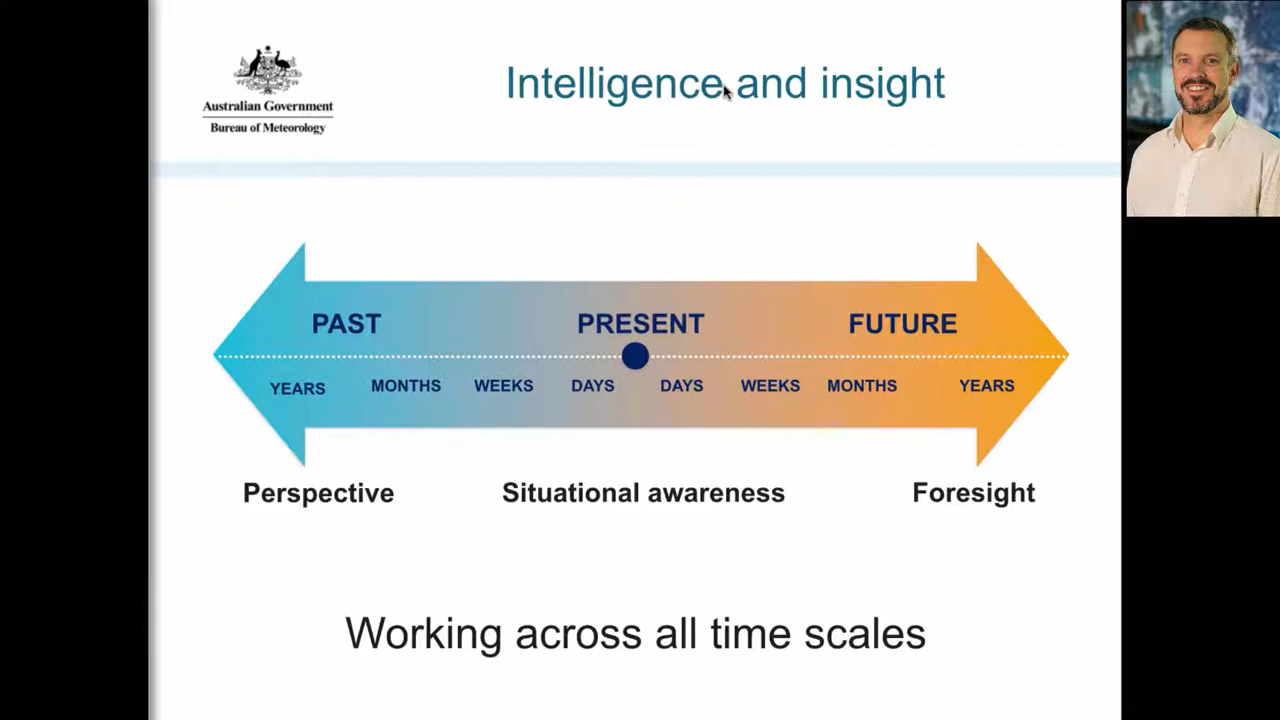 Australian Government
Bureau of Meteorology
Intelligence and insight
PAST PRESENT FUTURE
YEARS MONTHS WEEKS DAYS DAYS WEEKS MONTHS YEARS
Perspective Situational awareness Foresight
Working across all time scales